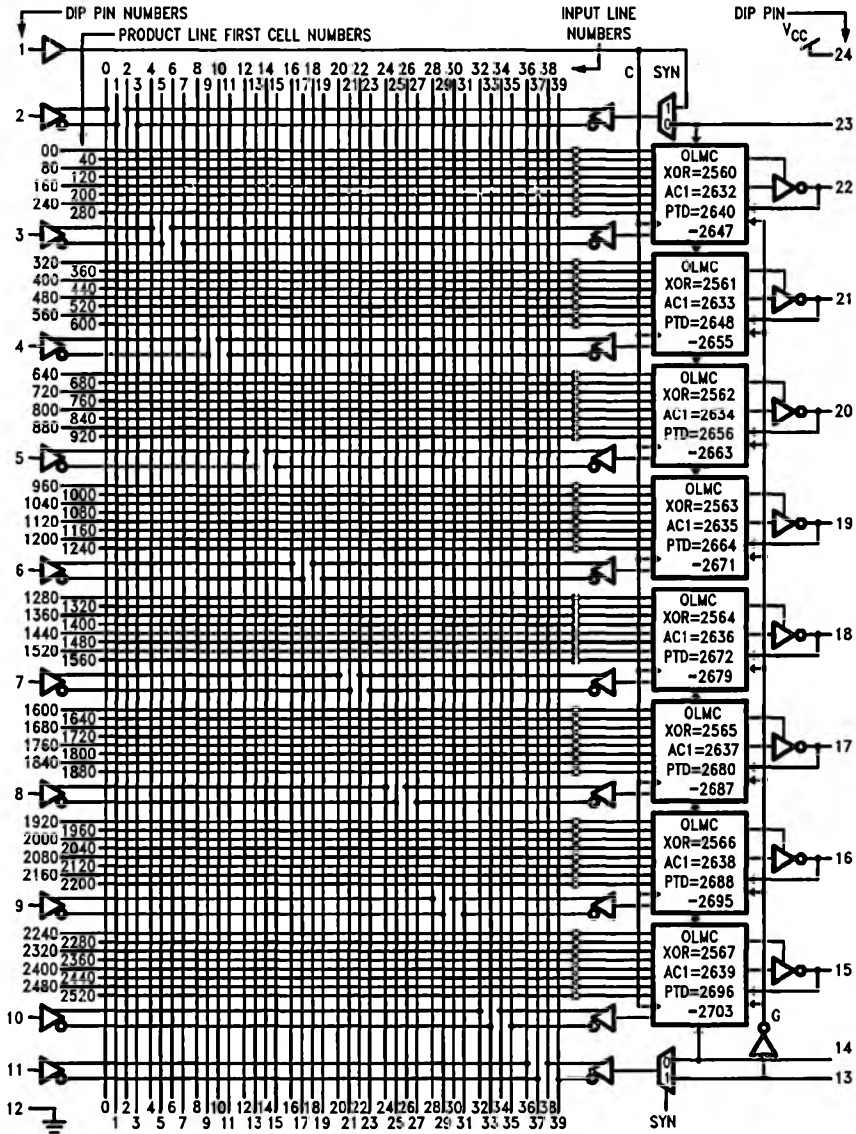 DIP PIN NUMBERS
INPUT LINE NUMBERS
DIP PIN
PRODUCT LINE FIRST CELL NUMBERS
VCC
1
24
0 2 4 6 8 10 12 14 16 18 20 22 24 26 28 30 32 34 36 38
1 3 5 7 9 11 13 15 17 19 21 23 25 27 29 31 33 35 37 39
C SYN
2
1
0
23
00
40
80
120
160
200
240
280
OLMC
XOR=2560
AC1=2632
PTD=2640
-2647
22
3
320
360
400
440
480
520
560
600
OLMC
XOR=2561
AC1=2633
PTD=2648
-2655
21
4
640
680
720
760
800
840
880
920
OLMC
XOR=2562
AC1=2634
PTD=2656
-2663
20
5
960
1000
1040
1080
1120
1160
1200
1240
OLMC
XOR=2563
AC1=2635
PTD=2664
-2671
19
6
1280
1320
1360
1400
1440
1480
1520
1560
OLMC
XOR=2564
AC1=2636
PTD=2672
-2679
18
7
1600
1640
1680
1720
1760
1800
1840
1880
OLMC
XOR=2565
AC1=2637
PTD=2680
-2687
17
8
1920
1960
2000
2040
2080
2120
2160
2200
OLMC
XOR=2566
AC1=2638
PTD=2688
-2695
16
9
2240
2280
2320
2360
2400
2440
2480
2520
OLMC
XOR=2567
AC1=2639
PTD=2696
-2703
15
10
G
11
0
1
14
13
12
SYN
0 2 4 6 8 10 12 14 16 18 20 22 24 26 28 30 32 34 36 38
1 3 5 7 9 11 13 15 17 19 21 23 25 27 29 31 33 35 37 39